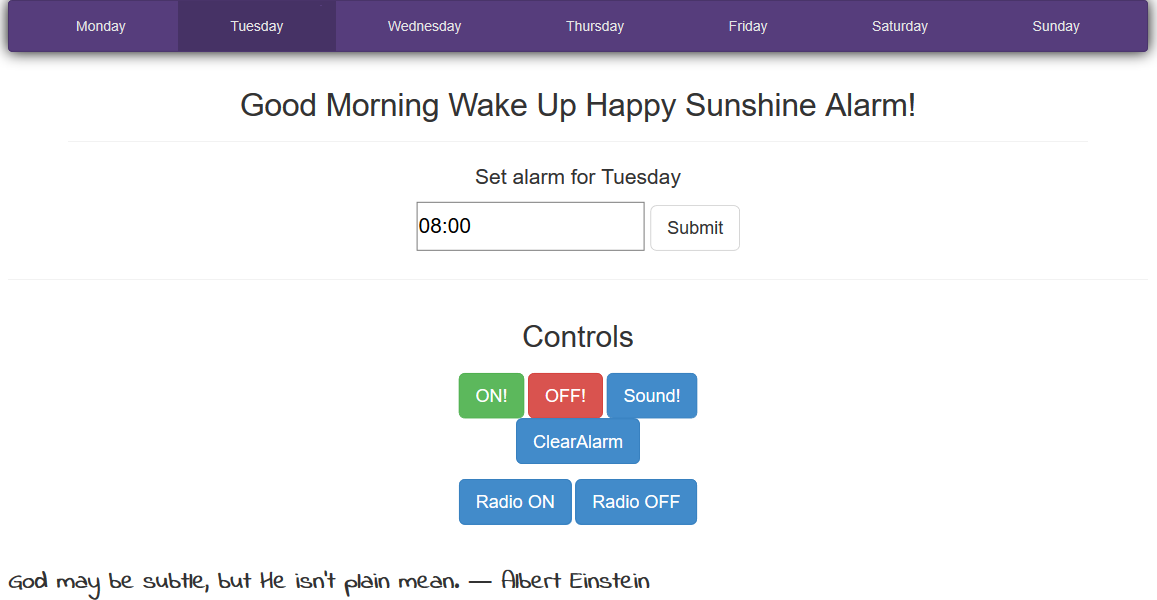 Monday Tuesday Wednesday Thursday Friday Saturday Sunday
Good Morning Wake Up Happy Sunshine Alarm!
Set alarm for Tuesday
08:00 Submit
Controls
ON! OFF! Sound!
ClearAlarm
Radio ON Radio OFF
God may be subtle, but He isn't plain mean. — Albert Einstein